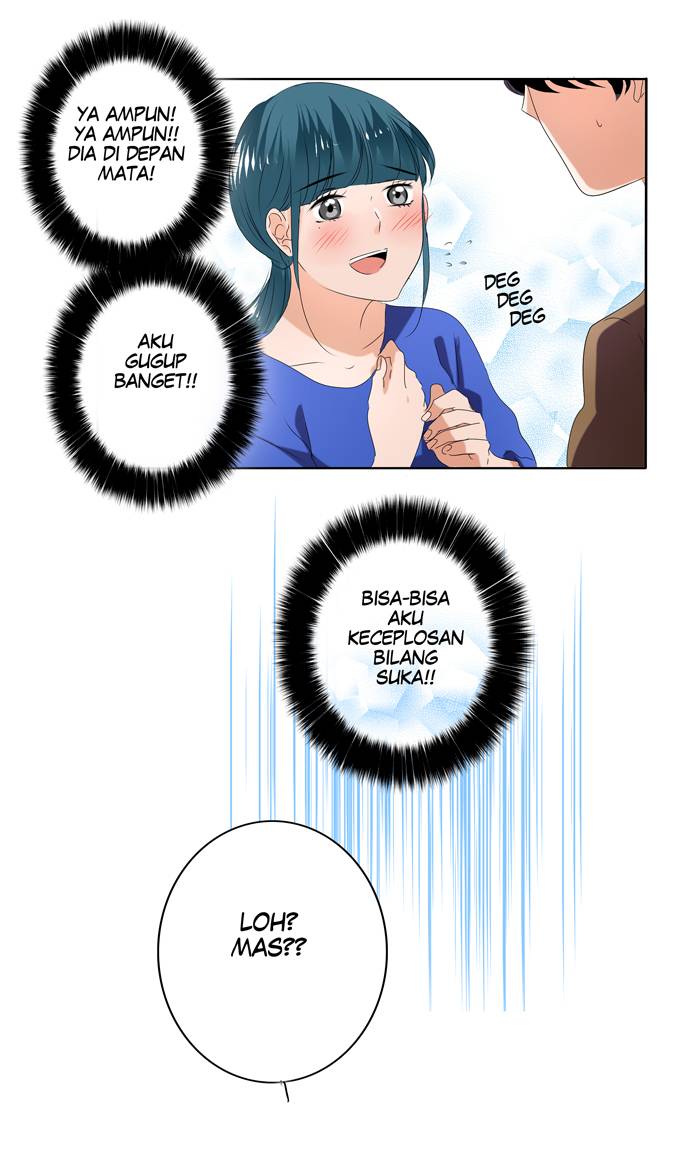 YA AMPUN!
YA AMPUN!!
DIA DI DEPAN
MATA!
AKU
GUGUP
BANGET!!
DEG
DEG
DEG
BISA-BISA
AKU
KECEPLOSAN
BILANG
SUKA!!
LOH?
MAS??